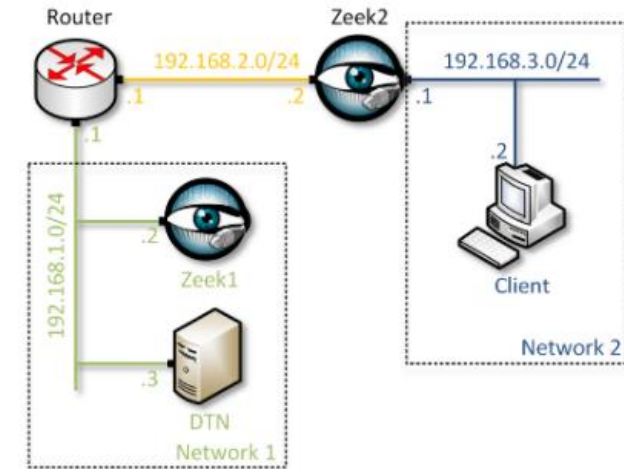 Router
Zeek2
192.168.2.0/24
192.168.3.0/24
.1
.2
.1
.1
.2
192.168.1.0/24
.2
Zeek1
Client
.3
DTN
Network 2
Network 1